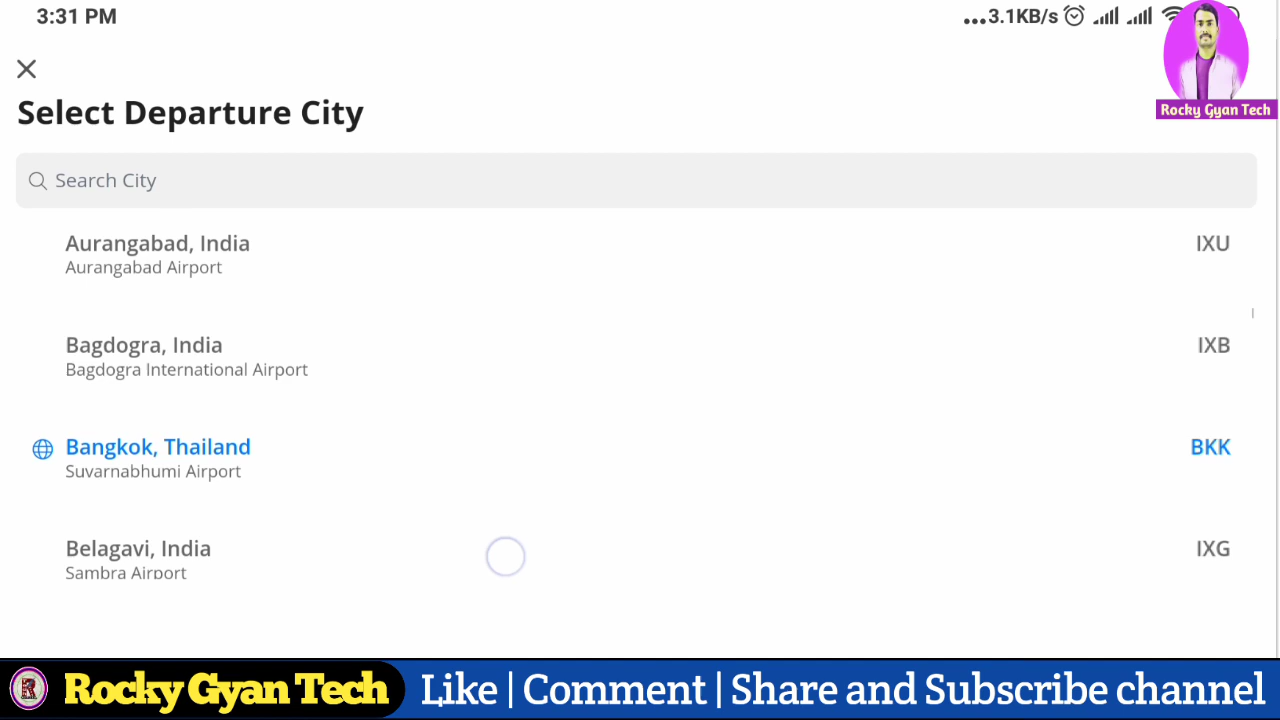 3:31 PM
...3.1KB/s
Rocky Gyan Tech
Select Departure City
Search City
Aurangabad, India
IXU
Aurangabad Airport
Bagdogra, India
IXB
Bagdogra International Airport
Bangkok, Thailand
BKK
Suvarnabhumi Airport
Belagavi, India
IXG
Sambra Airport
R
Rocky Gyan Tech
Like | Comment | Share and Subscribe channel